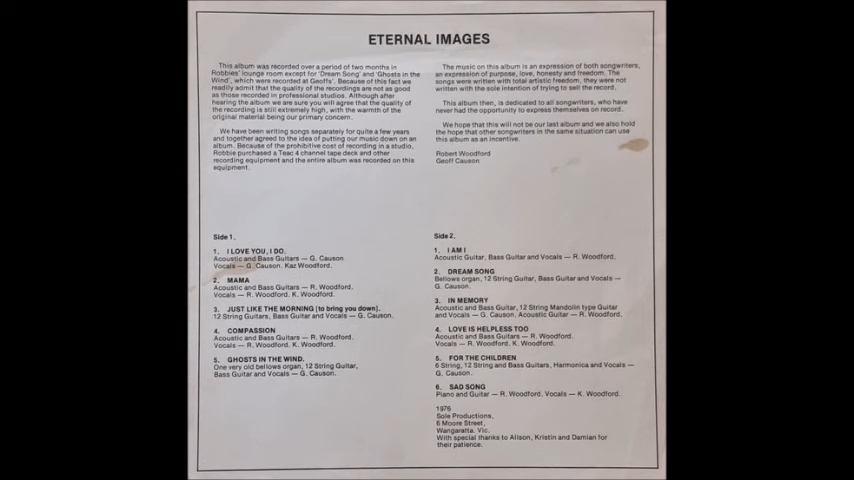 ETERNAL IMAGES
This album was recorded over a period of two months in
Robbies' lounge room except for 'Dream Song' and 'Ghosts in the
Wind', which were recorded at Geoffs'. Because of this fact we
readily admit that the quality of the recordings are not as good
as those recorded in professional studios. Although after
hearing the album we are sure you will agree that the quality of
the recording is still extremely high, with the warmth of the
original material being our primary concern.
We have been writing songs separately for quite a few years
and together agreed to the idea of putting our music down on an
album. Because of the prohibitive cost of recording in a studio,
Robbie purchased a Teac 4 channel tape deck and other
recording equipment and the entire album was recorded on this
equipment.
The music on this album is an expression of both songwriters,
an expression of purpose, love, honesty and freedom. The
songs were written with total artistic freedom, they were not
written with the sole intention of trying to sell the record.
This album then, is dedicated to all songwriters, who have
never had the opportunity to express themselves on record.
We hope that this will not be our last album and we also hold
the hope that other songwriters in the same situation can use
this album as an incentive.
Robert Woodford
Geoff Causon
Side 1.
1. I LOVE YOU, I DO.
Acoustic and Bass Guitars — G. Causon
Vocals — G. Causon. Kaz Woodford.
2. MAMA
Acoustic and Bass Guitars — R. Woodford.
Vocals — R. Woodford. K. Woodford.
3. JUST LIKE THE MORNING [to bring you down].
12 String Guitars, Bass Guitar and Vocals — G. Causon.
4. COMPASSION
Acoustic and Bass Guitars — R. Woodford.
Vocals — R. Woodford. K. Woodford.
5. GHOSTS IN THE WIND.
One very old bellows organ, 12 String Guitar,
Bass Guitar and Vocals — G. Causon.
Side 2.
1. I AM I
Acoustic Guitar, Bass Guitar and Vocals — R. Woodford.
2. DREAM SONG
Bellows organ, 12 String Guitar, Bass Guitar and Vocals —
G. Causon.
3. IN MEMORY
Acoustic and Bass Guitar, 12 String Mandolin type Guitar
and Vocals — G. Causon. Acoustic Guitar — R. Woodford.
4. LOVE IS HELPLESS TOO
Acoustic and Bass Guitars — R. Woodford.
Vocals — R. Woodford. K. Woodford.
5. FOR THE CHILDREN
6 String, 12 String and Bass Guitars, Harmonica and Vocals —
G. Causon.
6. SAD SONG
Piano and Guitar — R. Woodford. Vocals — K. Woodford.
1976
Sole Productions,
6 Moore Street,
Wangaratta. Vic.
With special thanks to Alison, Kristin and Damian for
their patience.